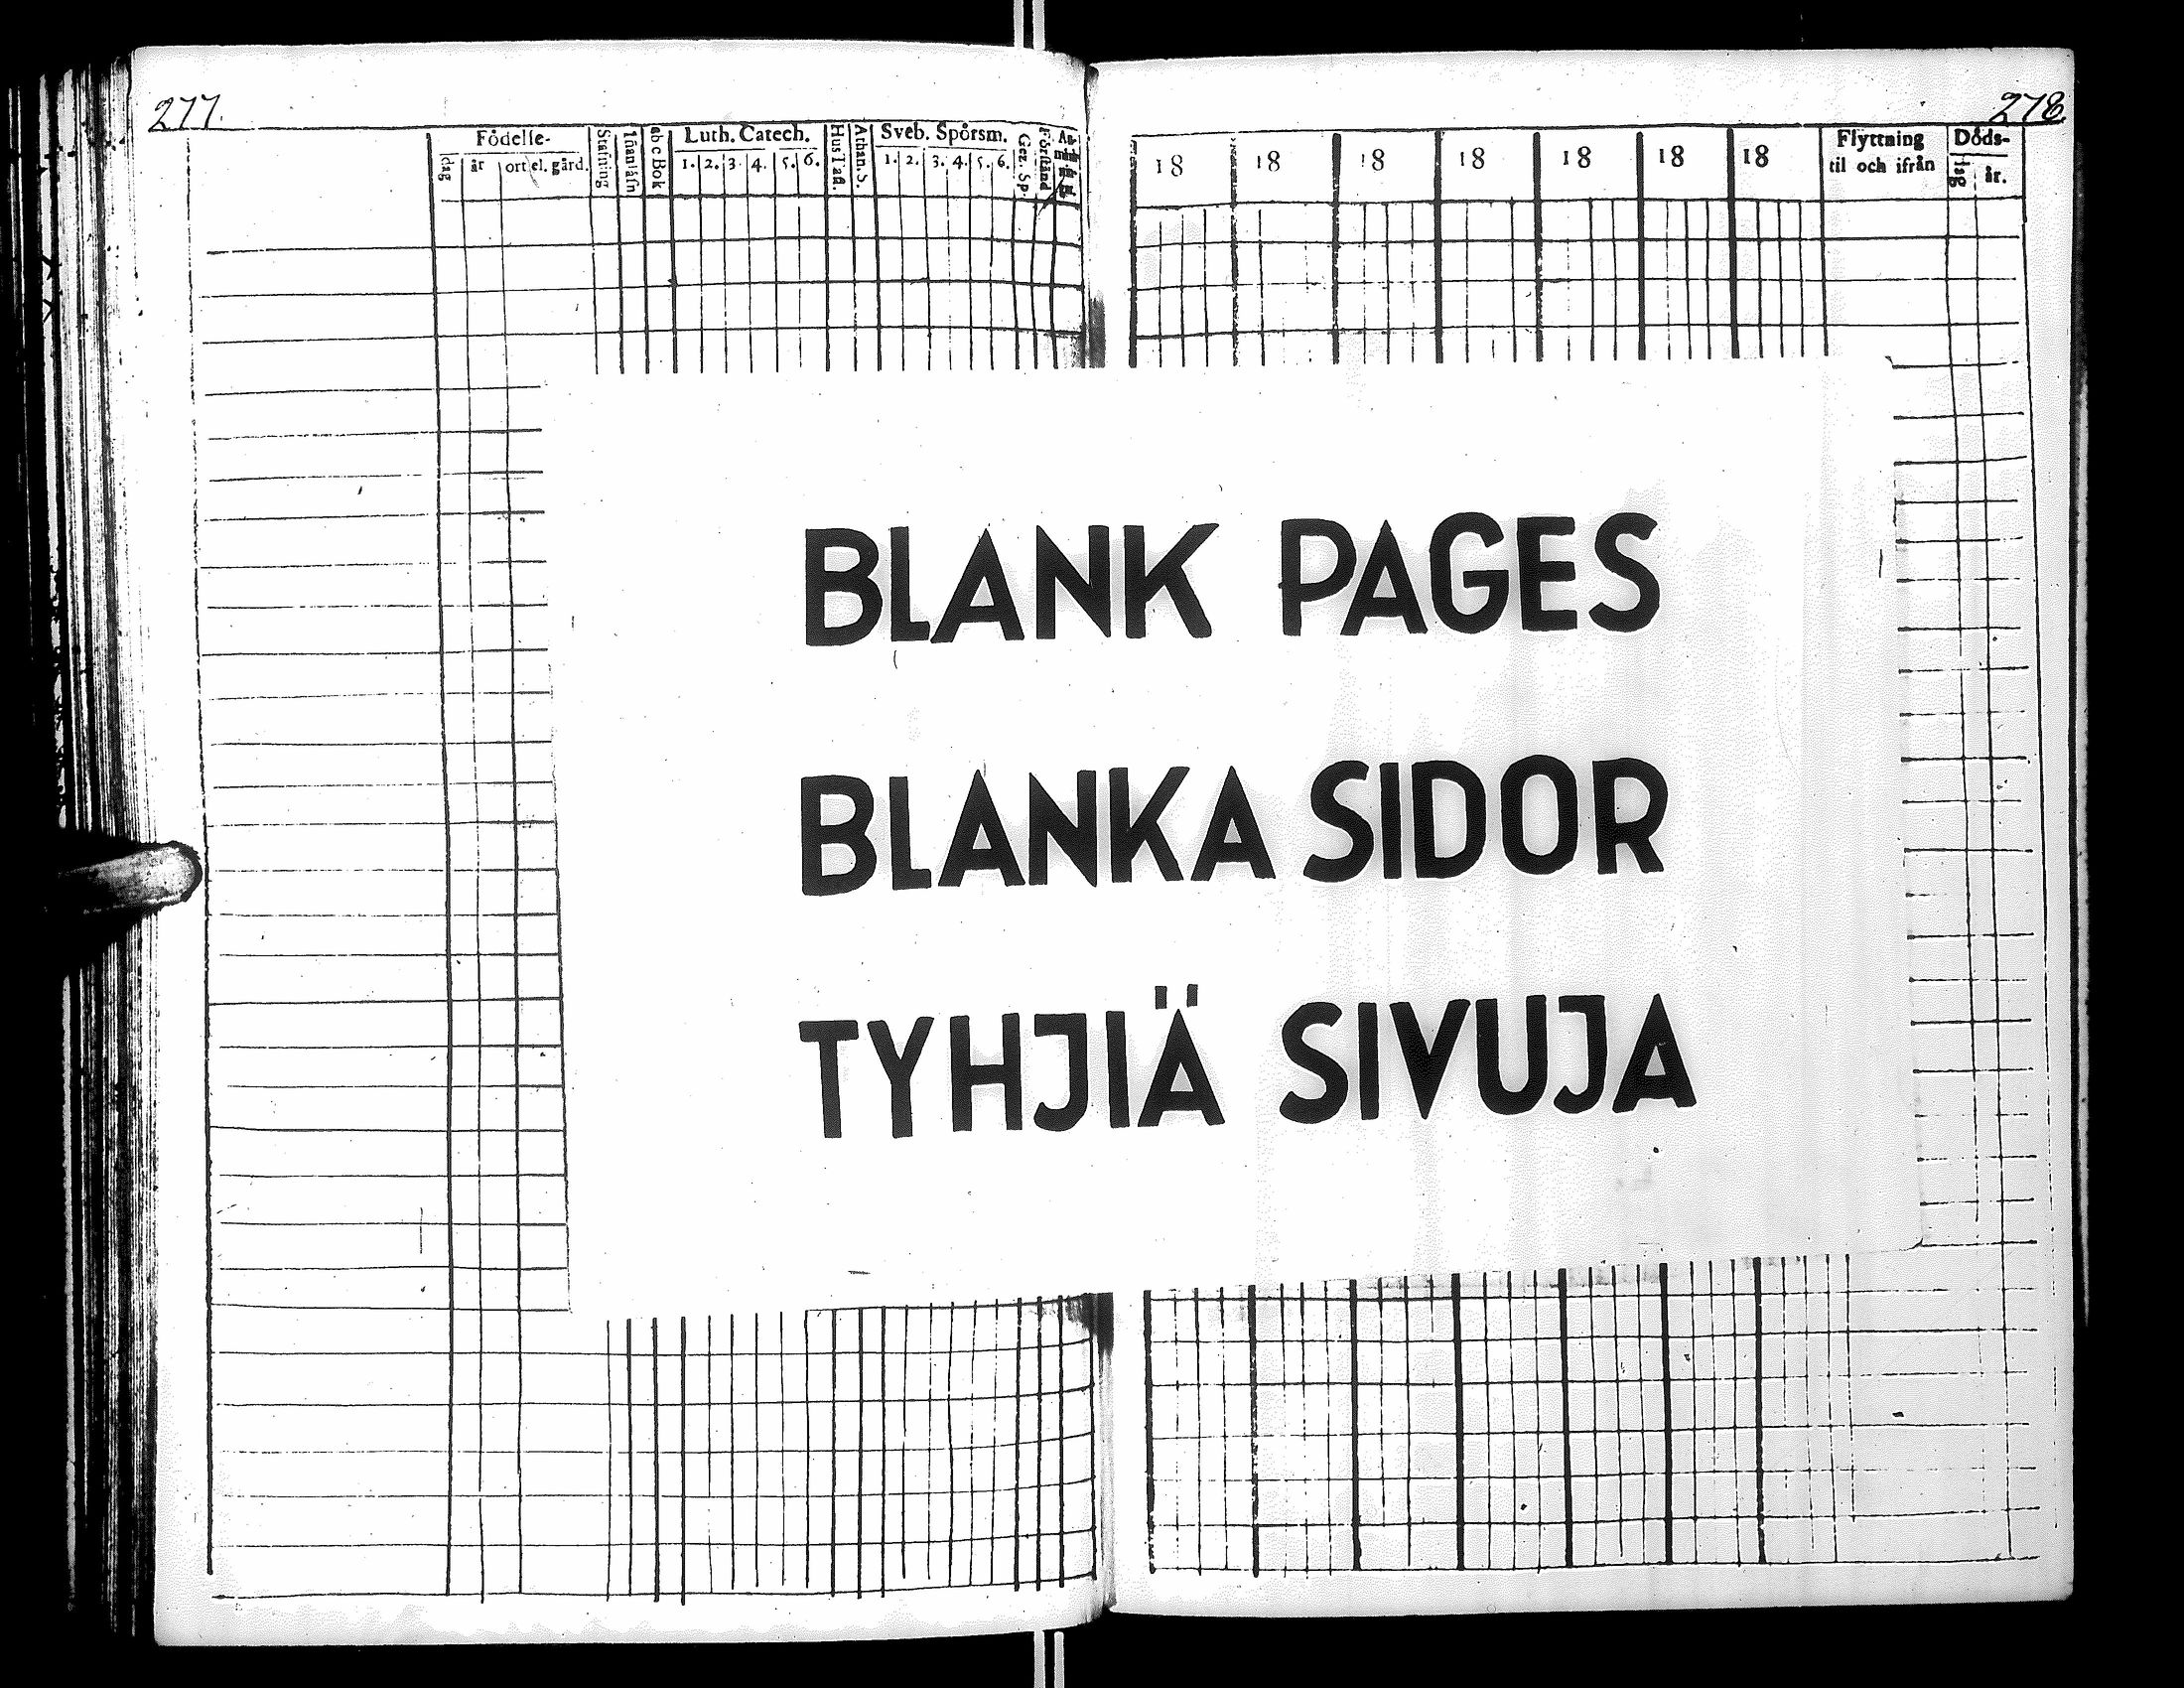 277.
278
Födelse-
dag år ort el. gård.
Stafning
Innanläsn
abc Bok
Luth. Catech.
1. 2. 3. 4. 5. 6.
Hus Tafl.
Athan. S.
Sveb. Spörsm.
1. 2. 3. 4. 5. 6.
Gez. Sp.
Förstånd
18 18 18 18 18 18 18
Flyttning
til och ifrån
Döds-
dag år.
BLANK PAGES
BLANKA SIDOR
TYHJIÄ SIVUJA